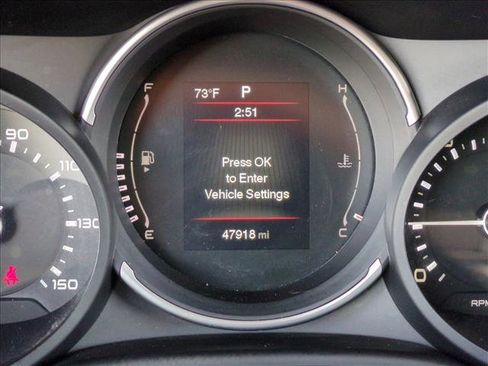 73°F P
2:51
F
H
90
110
Press OK
to Enter
Vehicle Settings
130
E
C
47918 mi
150
0
RPM